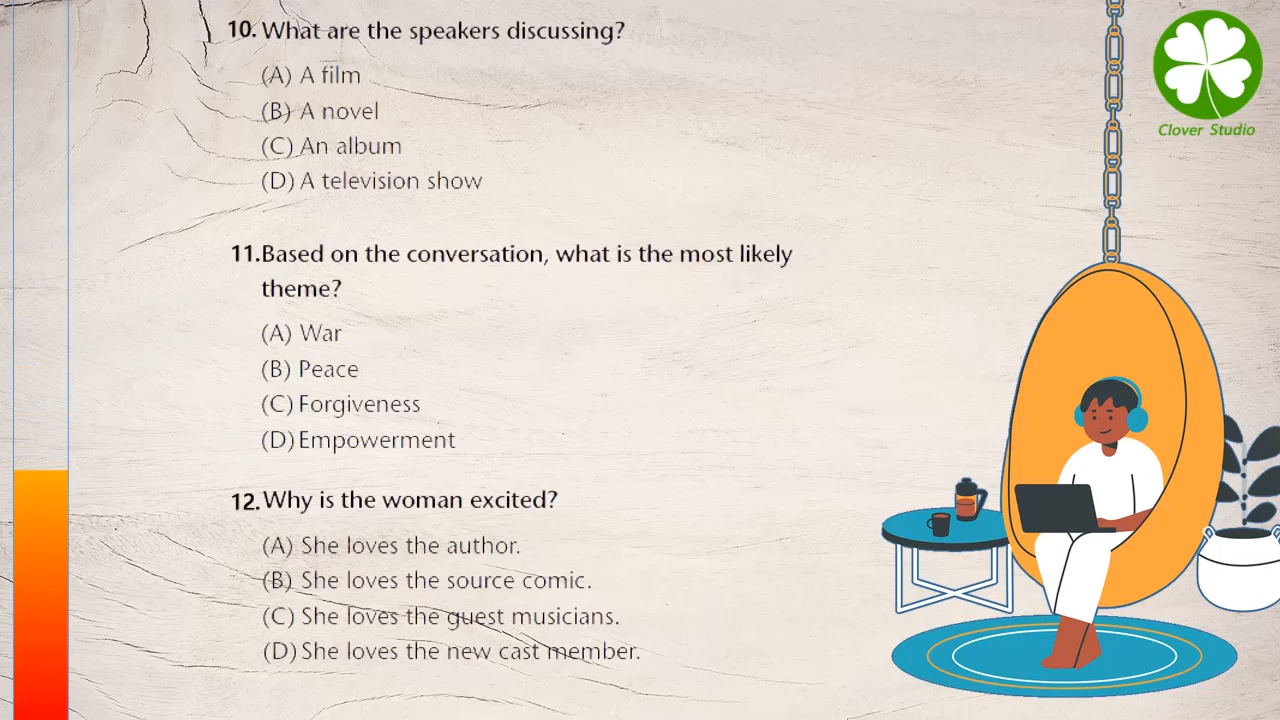 10. What are the speakers discussing?
(A) A film
(B) A novel
(C) An album
(D) A television show
Clover Studio
11. Based on the conversation, what is the most likely
theme?
(A) War
(B) Peace
(C) Forgiveness
(D) Empowerment
12. Why is the woman excited?
(A) She loves the author.
(B) She loves the source comic.
(C) She loves the guest musicians.
(D) She loves the new cast member.